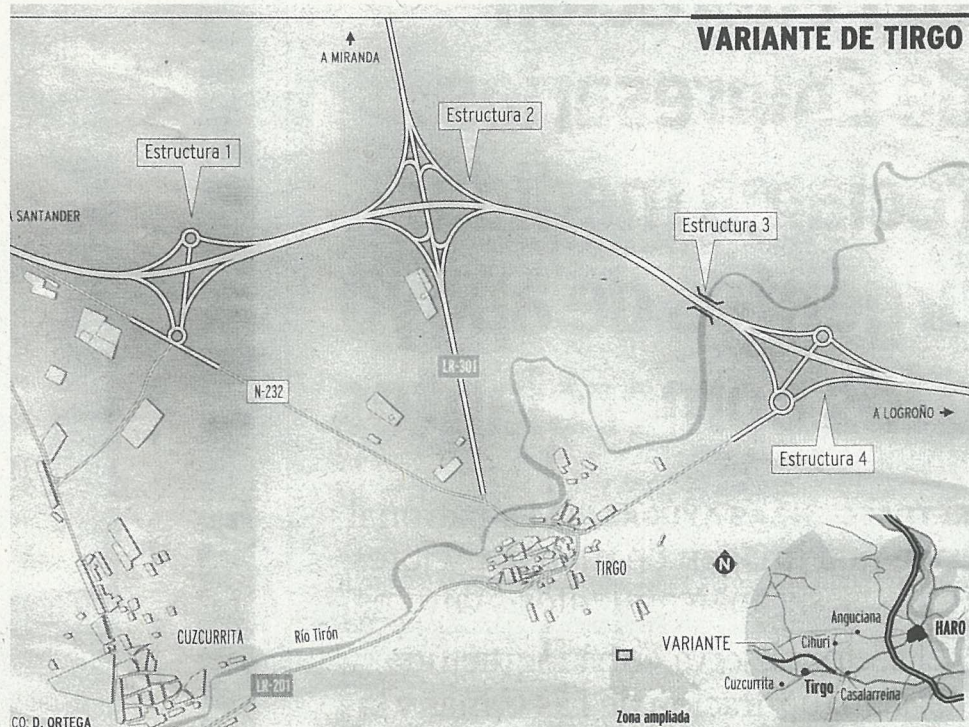 VARIANTE DE TIRGO
A MIRANDA
Estructura 2
Estructura 1
A SANTANDER
Estructura 3
LR-301
N-232
A LOGROÑO
Estructura 4
TIRGO
N
Anguciana
HARO
CUZCURRITA
Río Tirón
VARIANTE
Cihuri
Cuzcurrita
Tirgo
Casalarreina
LR-201
Zona ampliada
CO: D. ORTEGA